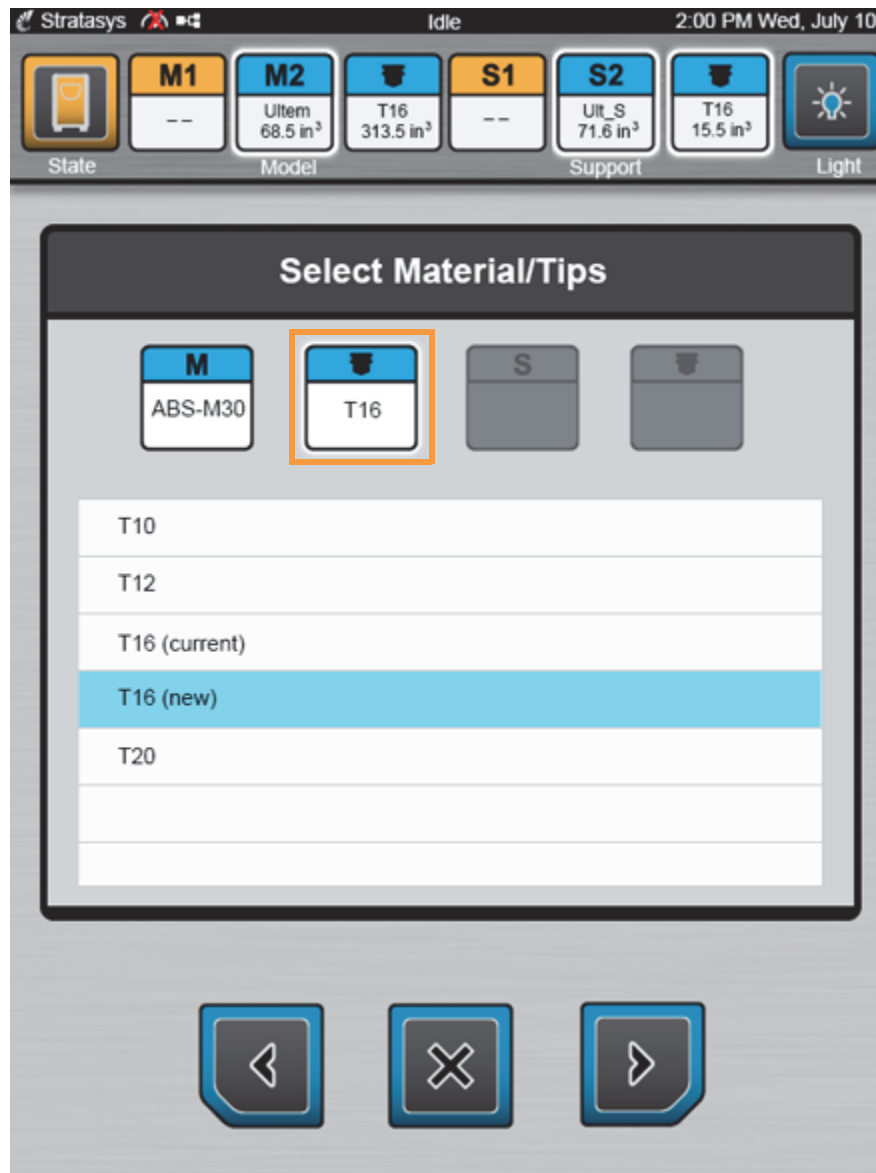 Stratasys Idle 2:00 PM Wed, July 10
M1 M2 S1 S2
-- Ultem T16 -- Ult_S T16
68.5 in³ 313.5 in³ 71.6 in³ 15.5 in³
State Model Support Light
Select Material/Tips
M S
ABS-M30 T16
T10
T12
T16 (current)
T16 (new)
T20